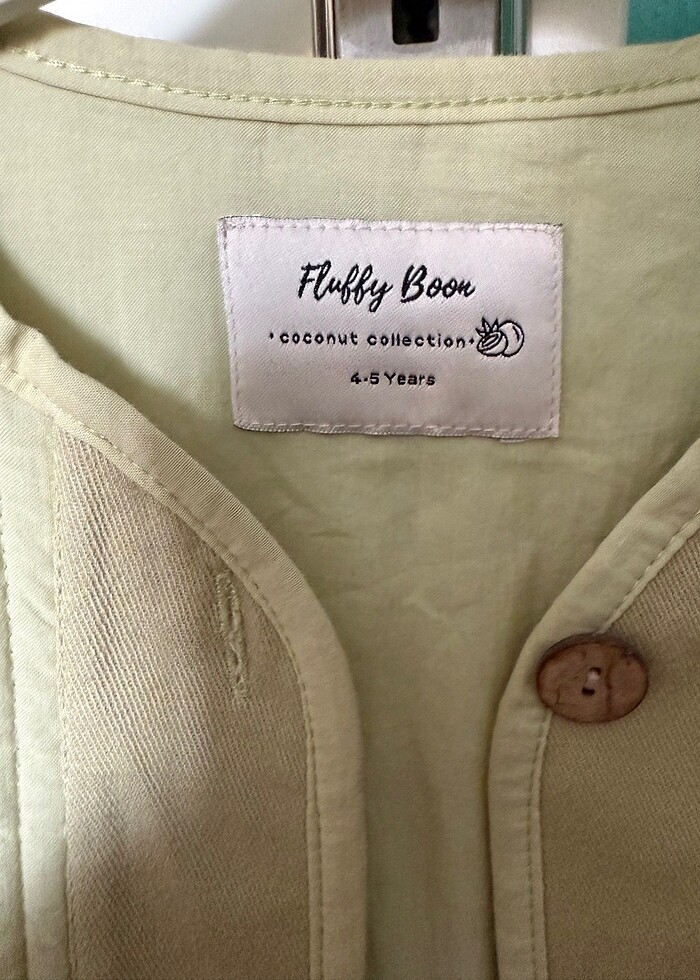 Fluffy Boon
•coconut collection•
4-5 Years